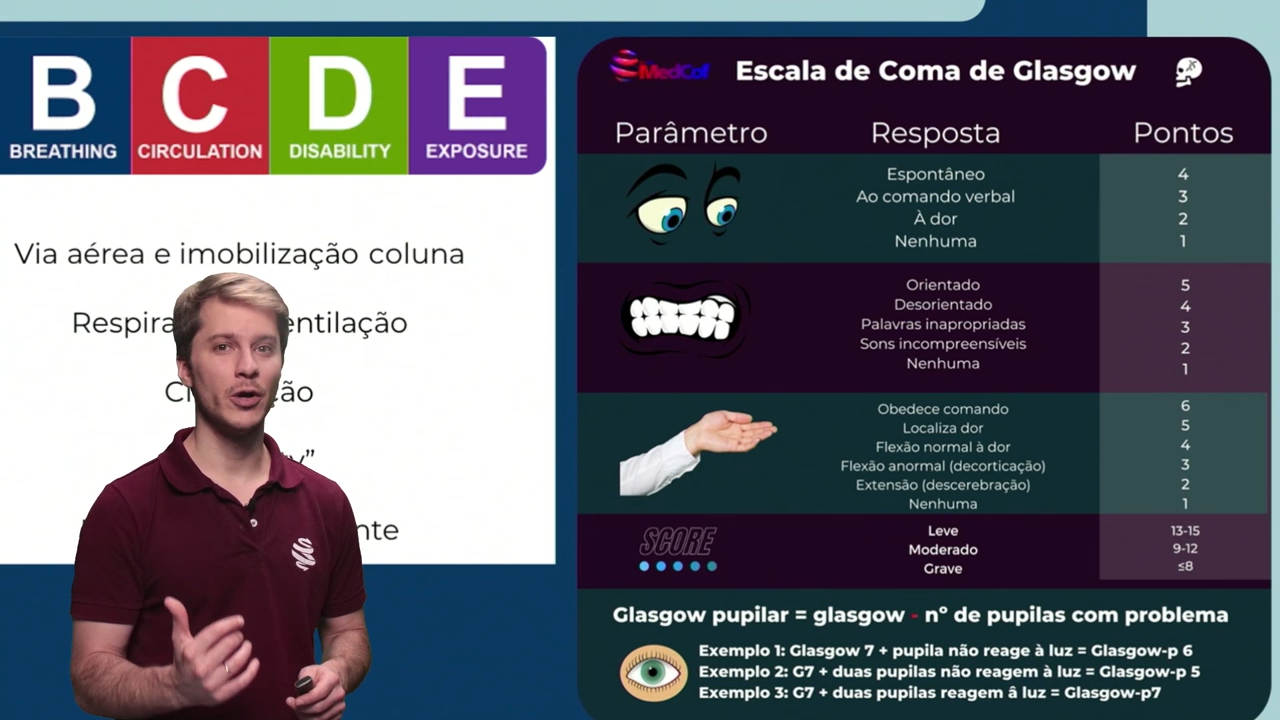 B C D E
BREATHING CIRCULATION DISABILITY EXPOSURE
Via aérea e imobilização coluna
Respira entilação
Ci ção
ty”
nte
MedCof
Escala de Coma de Glasgow
Parâmetro Resposta Pontos
Espontâneo 4
Ao comando verbal 3
À dor 2
Nenhuma 1
Orientado 5
Desorientado 4
Palavras inapropriadas 3
Sons incompreensíveis 2
Nenhuma 1
Obedece comando 6
Localiza dor 5
Flexão normal à dor 4
Flexão anormal (decorticação) 3
Extensão (descerebração) 2
Nenhuma 1
SCORE
Leve 13-15
Moderado 9-12
Grave ≤8
Glasgow pupilar = glasgow - nº de pupilas com problema
Exemplo 1: Glasgow 7 + pupila não reage à luz = Glasgow-p 6
Exemplo 2: G7 + duas pupilas não reagem à luz = Glasgow-p 5
Exemplo 3: G7 + duas pupilas reagem â luz = Glasgow-p7